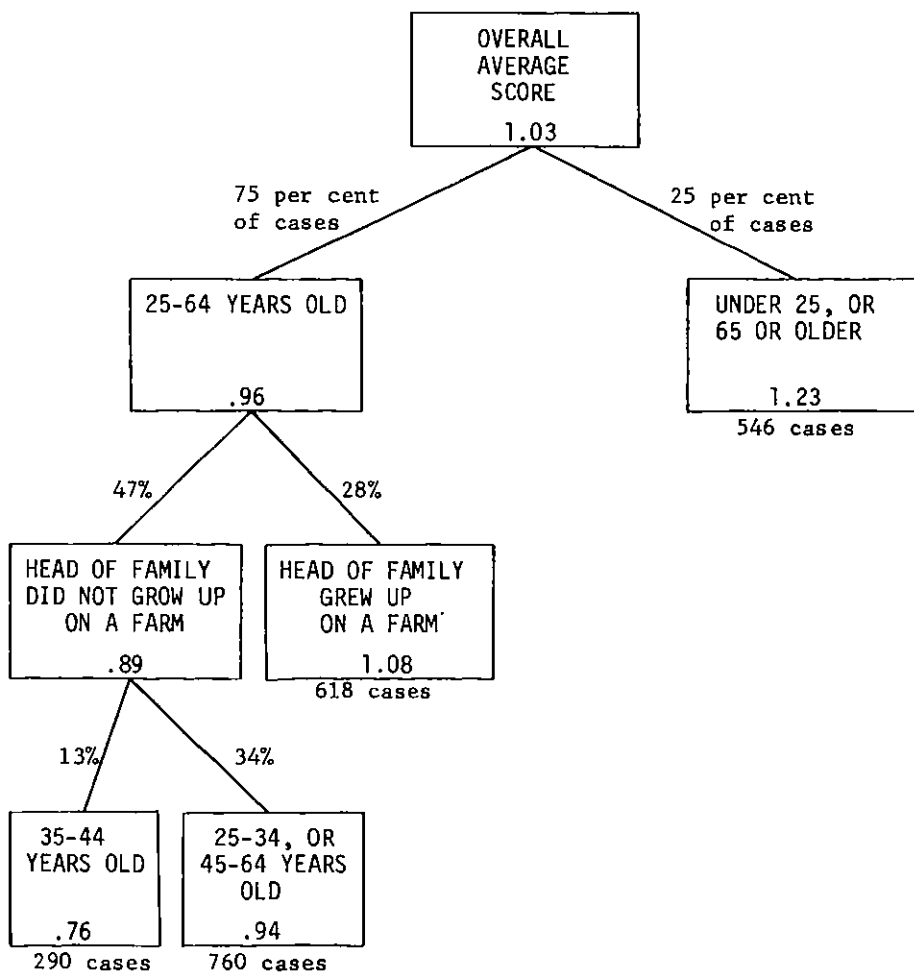 OVERALL
AVERAGE
SCORE
1.03
75 per cent
of cases
25 per cent
of cases
25-64 YEARS OLD
.96
UNDER 25, OR
65 OR OLDER
1.23
546 cases
47%
28%
HEAD OF FAMILY
DID NOT GROW UP
ON A FARM
.89
HEAD OF FAMILY
GREW UP
ON A FARM
1.08
618 cases
13%
34%
35-44
YEARS OLD
.76
290 cases
25-34, OR
45-64 YEARS
OLD
.94
760 cases